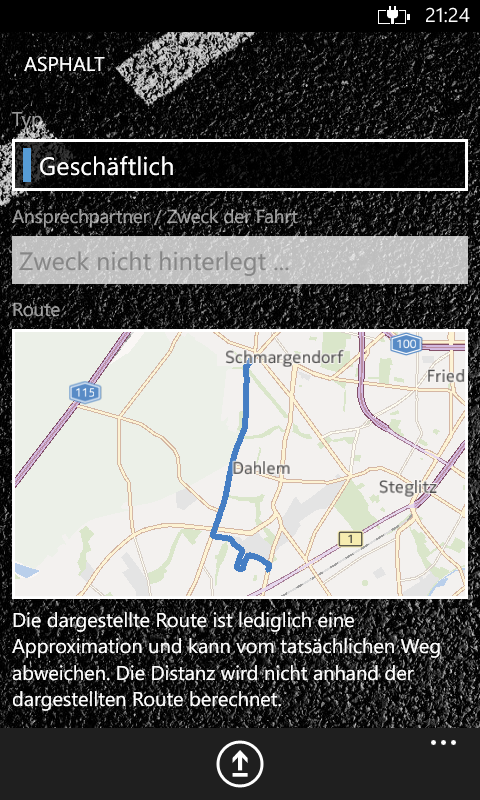 21:24
ASPHALT
Typ
Geschäftlich
Ansprechpartner / Zweck der Fahrt
Zweck nicht hinterlegt ...
Route
100
Schmargendorf
Fried
115
Dahlem
Steglitz
1
Die dargestellte Route ist lediglich eine
Approximation und kann vom tatsächlichen Weg
abweichen. Die Distanz wird nicht anhand der
dargestellten Route berechnet.